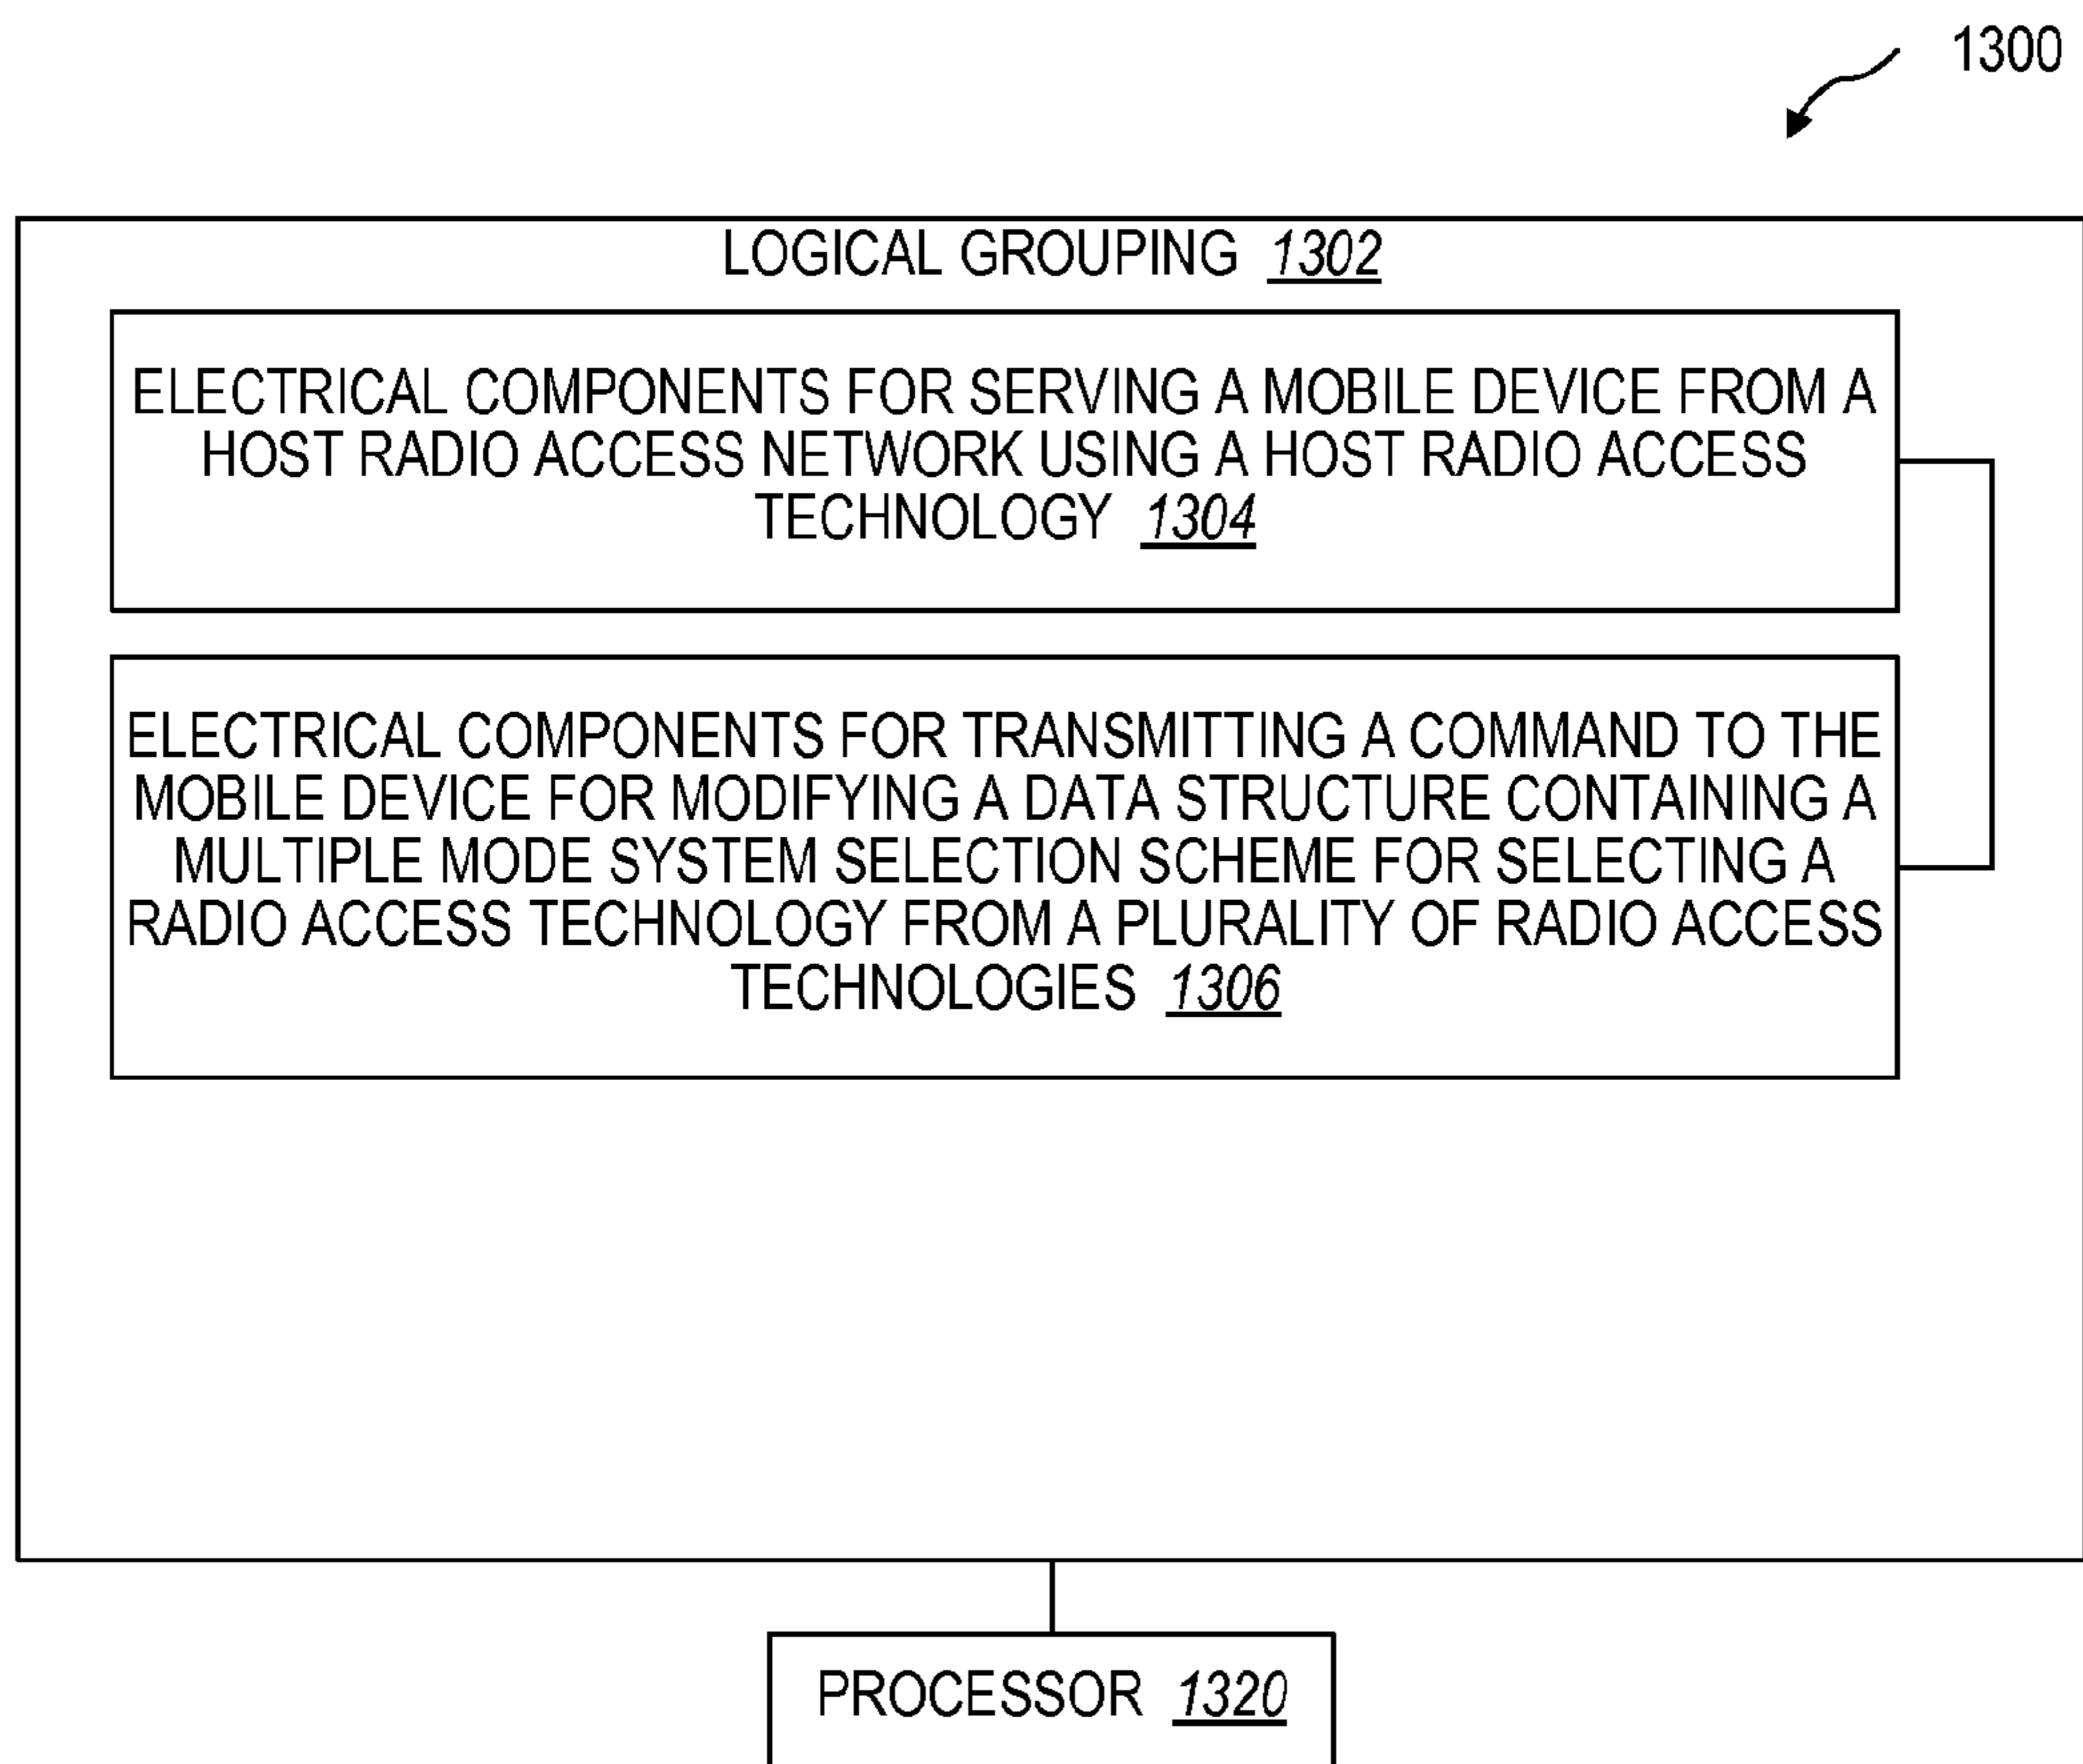 1300
LOGICAL GROUPING 1302
ELECTRICAL COMPONENTS FOR SERVING A MOBILE DEVICE FROM A
HOST RADIO ACCESS NETWORK USING A HOST RADIO ACCESS
TECHNOLOGY 1304
ELECTRICAL COMPONENTS FOR TRANSMITTING A COMMAND TO THE
MOBILE DEVICE FOR MODIFYING A DATA STRUCTURE CONTAINING A
MULTIPLE MODE SYSTEM SELECTION SCHEME FOR SELECTING A
RADIO ACCESS TECHNOLOGY FROM A PLURALITY OF RADIO ACCESS
TECHNOLOGIES 1306
PROCESSOR 1320